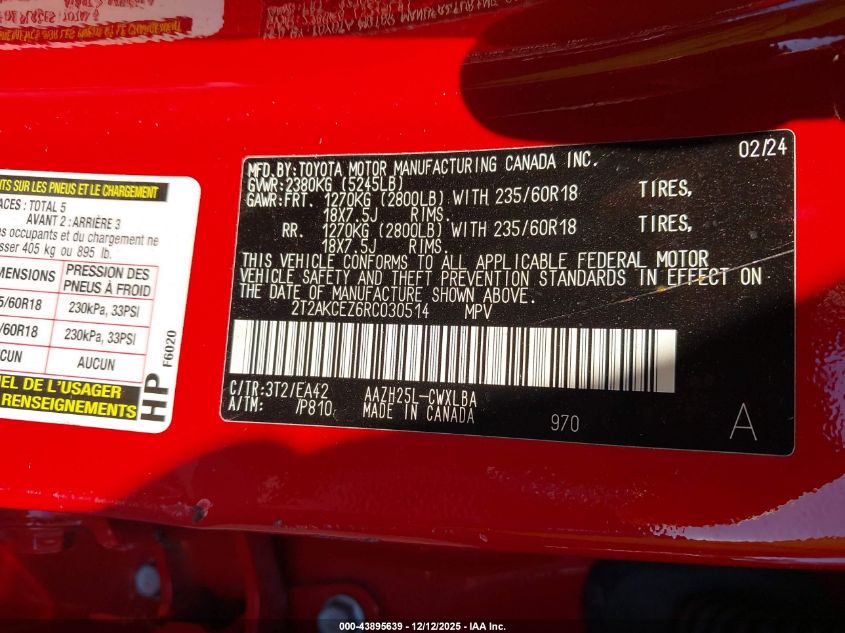 NTS SUR LES PNEUS ET LE CHARGEMENT
ACES : TOTAL 5
AVANT 2 : ARRIÈRE 3
occupants et du chargement ne
sser 405 kg ou 895 lb.
MENSIONS PRESSION DES PNEUS À FROID
5/60R18 230kPa, 33PSI
/60R18 230kPa, 33PSI
CUN AUCUN
EL DE L'USAGER
RENSEIGNEMENTS
HP
F6020
MFD.BY:TOYOTA MOTOR MANUFACTURING CANADA INC. 02/24
GVWR:2380KG (5245LB)
GAWR:FRT. 1270KG (2800LB) WITH 235/60R18 TIRES,
18X7.5J RIMS.
RR. 1270KG (2800LB) WITH 235/60R18 TIRES,
18X7.5J RIMS.
THIS VEHICLE CONFORMS TO ALL APPLICABLE FEDERAL MOTOR
VEHICLE SAFETY AND THEFT PREVENTION STANDARDS IN EFFECT ON
THE DATE OF MANUFACTURE SHOWN ABOVE.
2T2AKCEZ6RC030514 MPV
C/TR:3T2/EA42 AAZH25L-CWXLBA
A/TM: /P810 MADE IN CANADA
970
A
000-43895639 - 12/12/2025 - IAA Inc.